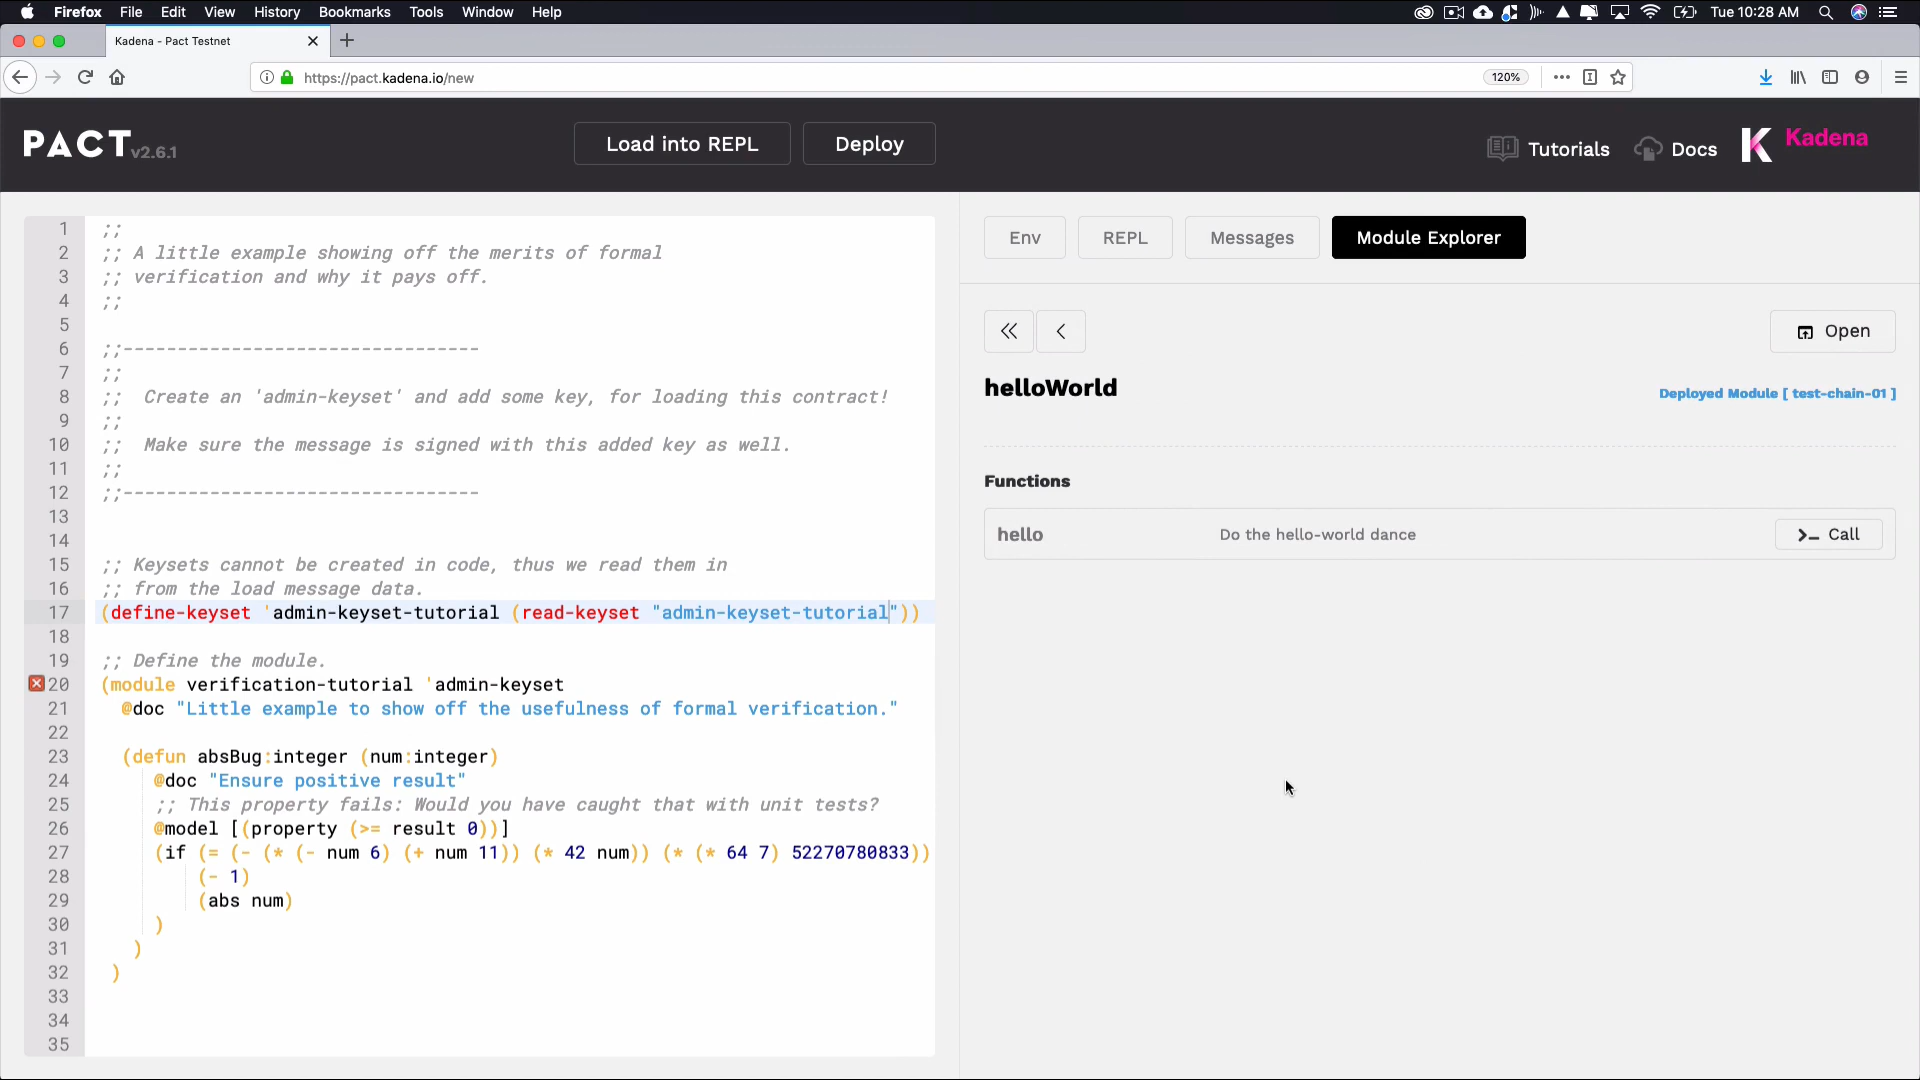 Firefox File Edit View History Bookmarks Tools Window Help Tue 10:28 AM
Kadena - Pact Testnet
https://pact.kadena.io/new 120%
PACT v2.6.1 Load into REPL Deploy Tutorials Docs Kadena
1 ;;
2 ;; A little example showing off the merits of formal
3 ;; verification and why it pays off.
4 ;;
5
6 ;;---------------------------------
7 ;;
8 ;;  Create an 'admin-keyset' and add some key, for loading this contract!
9 ;;
10 ;;  Make sure the message is signed with this added key as well.
11 ;;
12 ;;---------------------------------
13
14
15 ;; Keysets cannot be created in code, thus we read them in
16 ;; from the load message data.
17 (define-keyset 'admin-keyset-tutorial (read-keyset "admin-keyset-tutorial"))
18
19 ;; Define the module.
20 (module verification-tutorial 'admin-keyset
21   @doc "Little example to show off the usefulness of formal verification."
22
23   (defun absBug:integer (num:integer)
24      @doc "Ensure positive result"
25      ;; This property fails: Would you have caught that with unit tests?
26      @model [(property (>= result 0))]
27      (if (= (- (* (- num 6) (+ num 11)) (* 42 num)) (* (* 64 7) 52270780833))
28          (- 1)
29          (abs num)
30      )
31    )
32  )
33
34
35
Env REPL Messages Module Explorer
Open
helloWorld
Deployed Module [ test-chain-01 ]
Functions
hello Do the hello-world dance Call